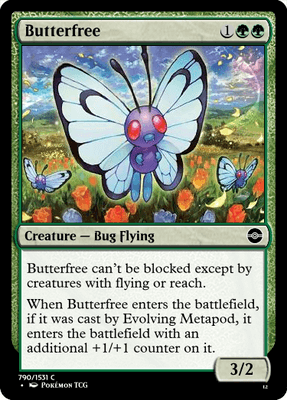 Butterfree 1
Creature — Bug Flying
Butterfree can't be blocked except by
creatures with flying or reach.
When Butterfree enters the battlefield,
if it was cast by Evolving Metapod, it
enters the battlefield with an
additional +1/+1 counter on it.
3/2
790/1531 C
• Pokémon TCG